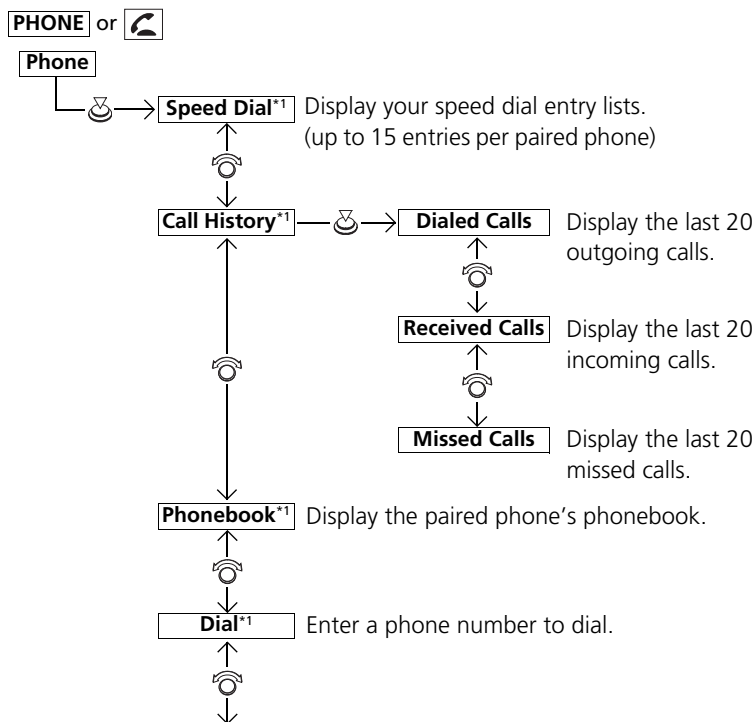 PHONE or
Phone
Speed Dial*1 Display your speed dial entry lists.
(up to 15 entries per paired phone)
Call History*1 Dialed Calls Display the last 20
outgoing calls.
Received Calls Display the last 20
incoming calls.
Missed Calls Display the last 20
missed calls.
Phonebook*1 Display the paired phone’s phonebook.
Dial*1 Enter a phone number to dial.